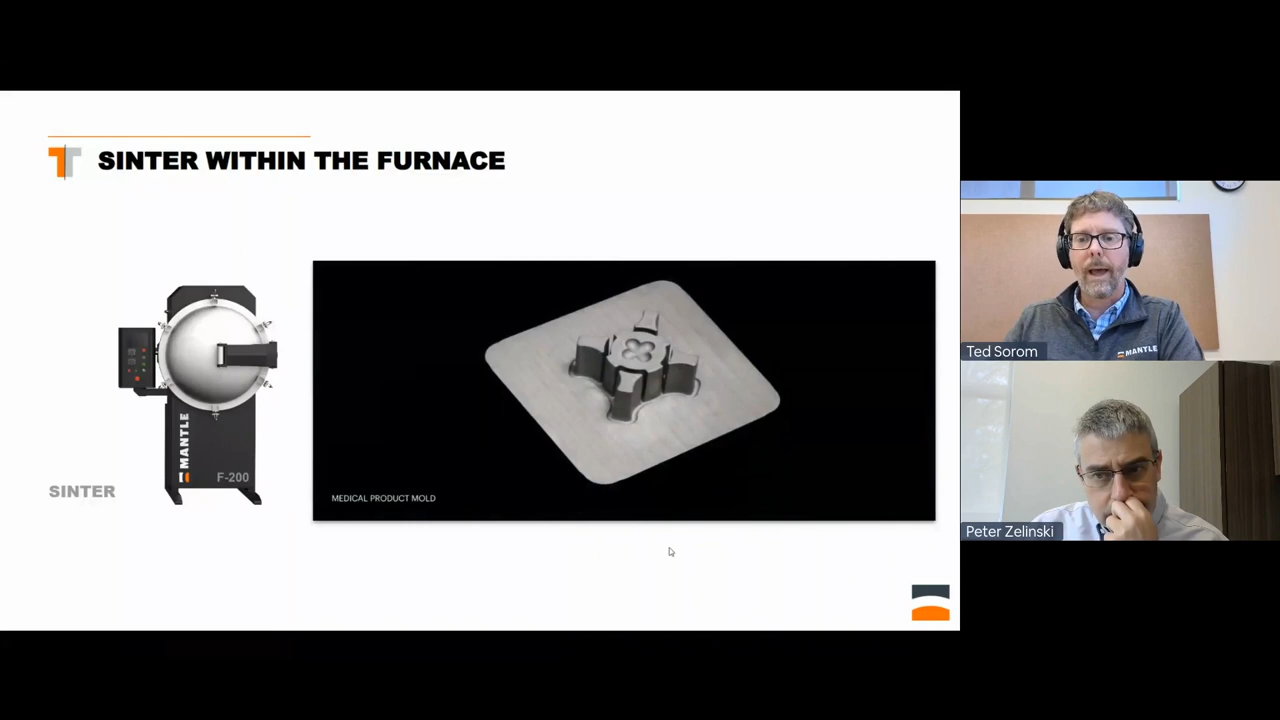 SINTER WITHIN THE FURNACE
MANTLE
F-200
SINTER
MEDICAL PRODUCT MOLD
MANTLE
Ted Sorom
Peter Zelinski